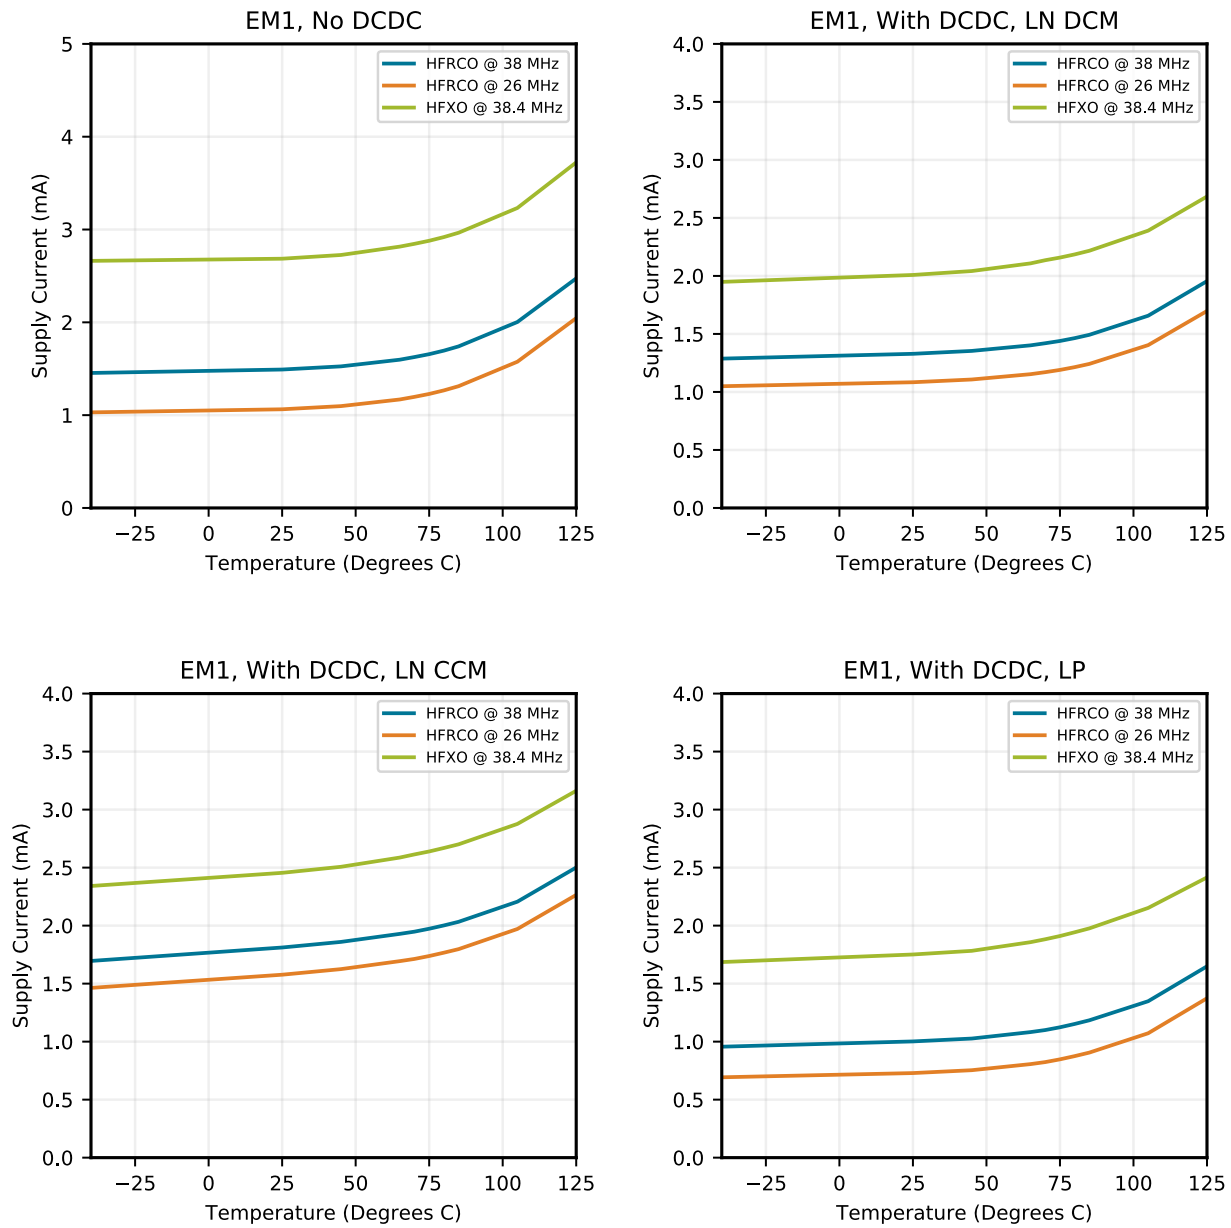 EM1, No DCDC
5
4
3
2
1
0
Supply Current (mA)
HFRCO @ 38 MHz
HFRCO @ 26 MHz
HFXO @ 38.4 MHz
−25 0 25 50 75 100 125
Temperature (Degrees C)
EM1, With DCDC, LN DCM
4.0
3.5
3.0
2.5
2.0
1.5
1.0
0.5
0.0
Supply Current (mA)
HFRCO @ 38 MHz
HFRCO @ 26 MHz
HFXO @ 38.4 MHz
−25 0 25 50 75 100 125
Temperature (Degrees C)
EM1, With DCDC, LN CCM
4.0
3.5
3.0
2.5
2.0
1.5
1.0
0.5
0.0
Supply Current (mA)
HFRCO @ 38 MHz
HFRCO @ 26 MHz
HFXO @ 38.4 MHz
−25 0 25 50 75 100 125
Temperature (Degrees C)
EM1, With DCDC, LP
4.0
3.5
3.0
2.5
2.0
1.5
1.0
0.5
0.0
Supply Current (mA)
HFRCO @ 38 MHz
HFRCO @ 26 MHz
HFXO @ 38.4 MHz
−25 0 25 50 75 100 125
Temperature (Degrees C)